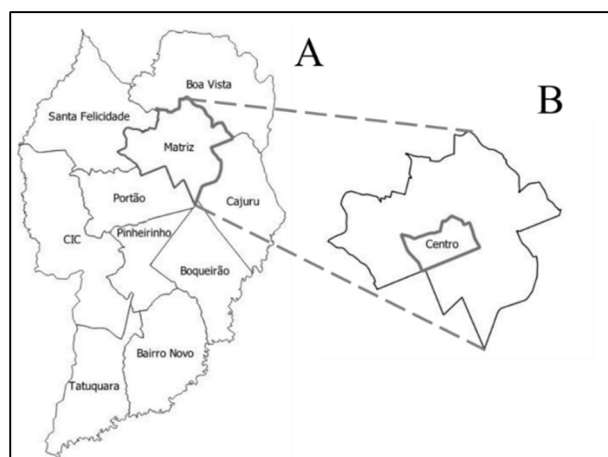 A
Boa Vista
B
Santa Felicidade
Matriz
Portão
Cajuru
CIC
Pinheirinho
Centro
Boqueirão
Bairro Novo
Tatuquara